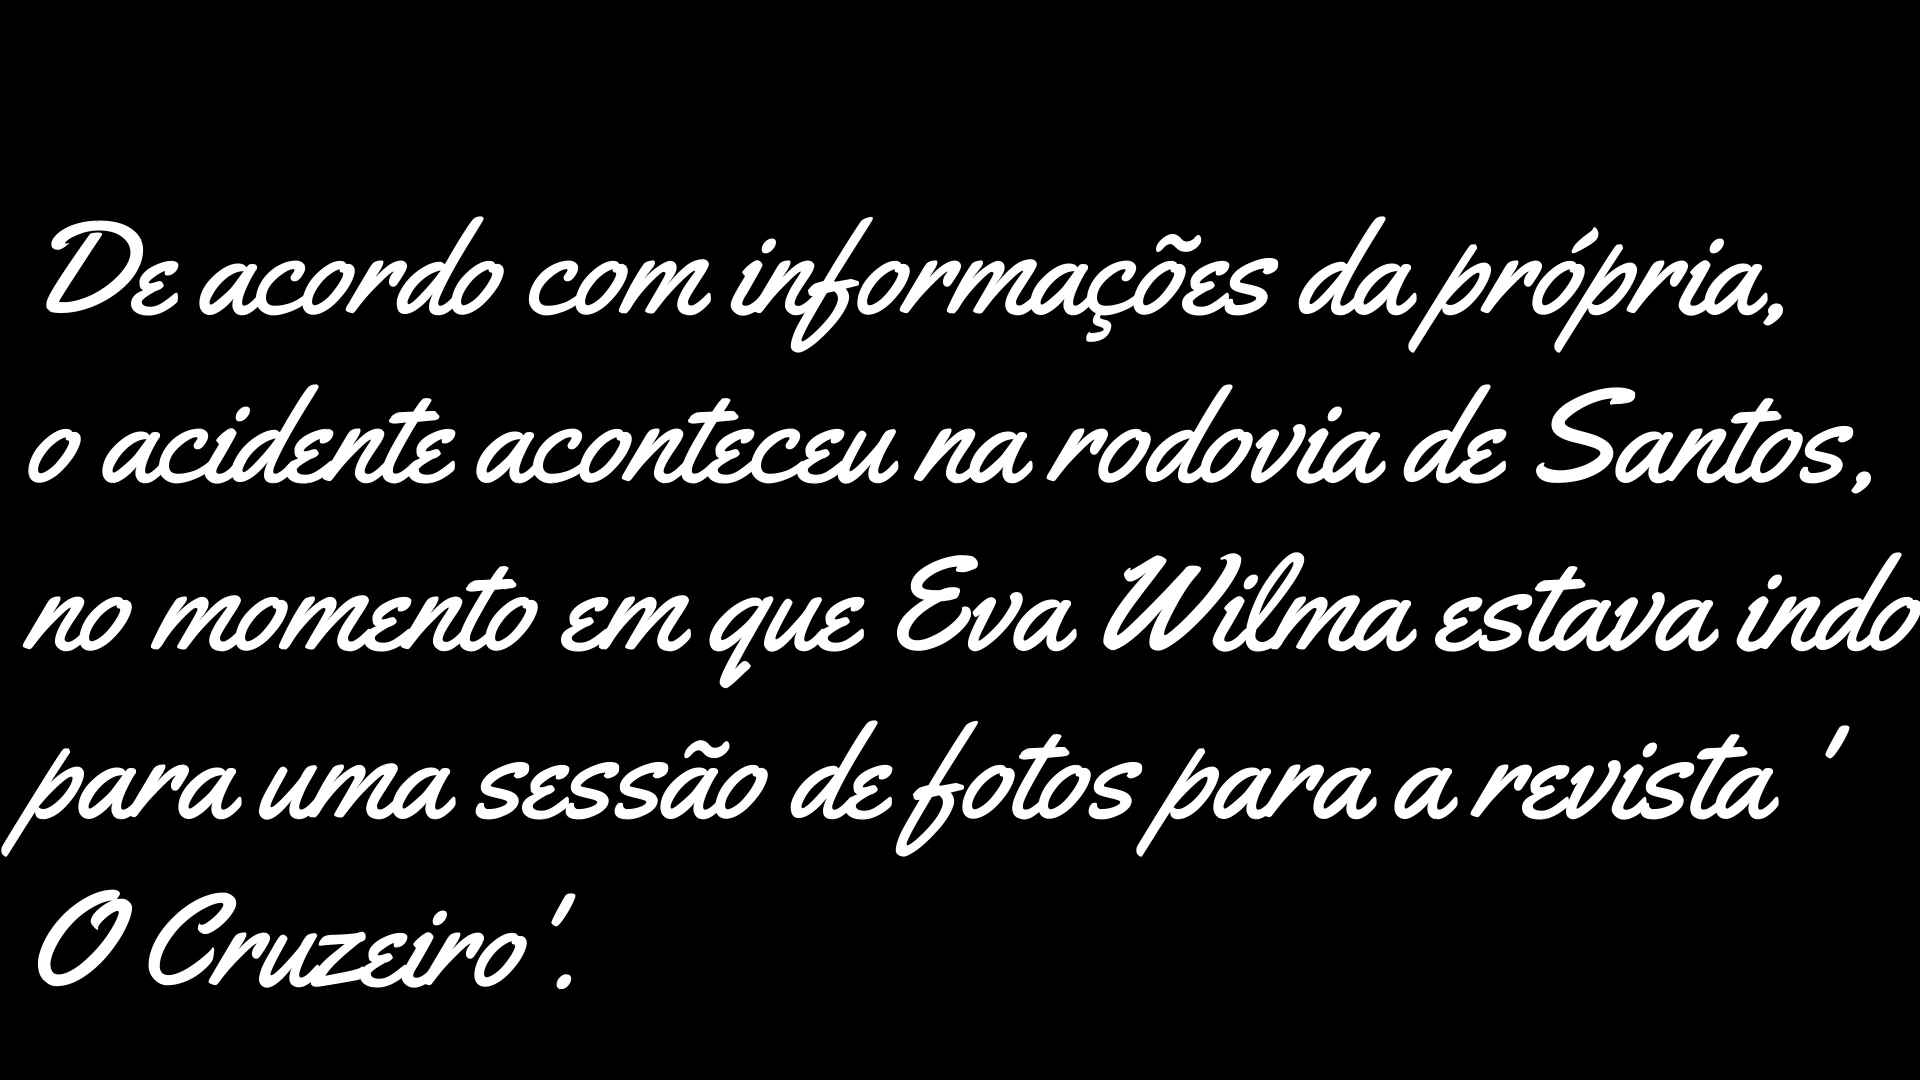 De acordo com informações da própria,
o acidente aconteceu na rodovia de Santos,
no momento em que Eva Wilma estava indo
para uma sessão de fotos para a revista '
O Cruzeiro'.